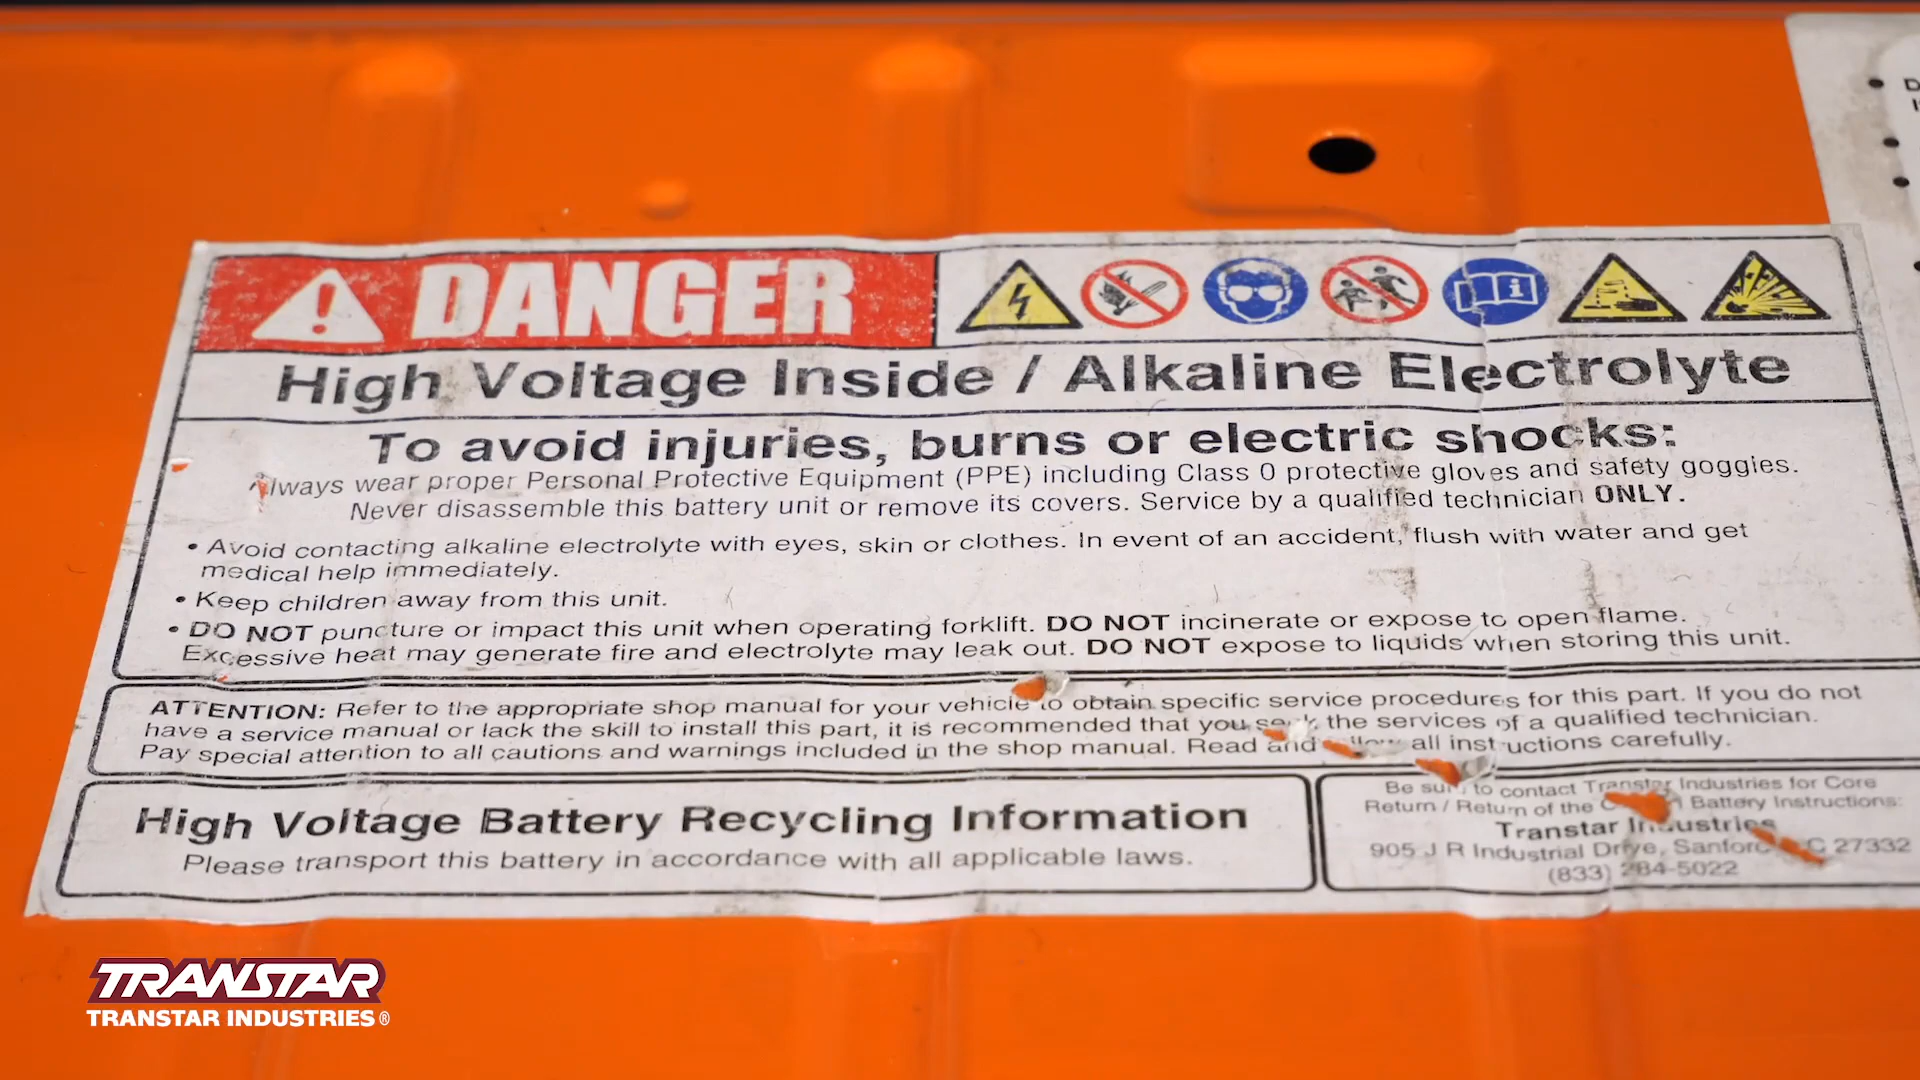 DANGER
High Voltage Inside / Alkaline Electrolyte
To avoid injuries, burns or electric shocks:
Always wear proper Personal Protective Equipment (PPE) including Class 0 protective gloves and safety goggles.
Never disassemble this battery unit or remove its covers. Service by a qualified technician ONLY.
• Avoid contacting alkaline electrolyte with eyes, skin or clothes. In event of an accident, flush with water and get
medical help immediately.
• Keep children away from this unit.
• DO NOT puncture or impact this unit when operating forklift. DO NOT incinerate or expose to open flame.
Excessive heat may generate fire and electrolyte may leak out. DO NOT expose to liquids when storing this unit.
ATTENTION: Refer to the appropriate shop manual for your vehicle to obtain specific service procedures for this part. If you do not
have a service manual or lack the skill to install this part, it is recommended that you seek the services of a qualified technician.
Pay special attention to all cautions and warnings included in the shop manual. Read and follow all instructions carefully.
High Voltage Battery Recycling Information
Please transport this battery in accordance with all applicable laws.
Be sure to contact Transtar Industries for Core
Return / Return of the Battery Instructions:
Transtar Industries
905 J R Industrial Drive, Sanford 27332
(833) 284-5022
TRANSTAR
TRANSTAR INDUSTRIES®